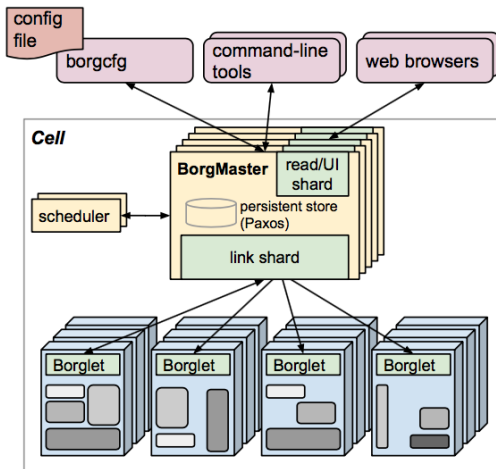 config
file
borgcfg
command-line
tools
web browsers
Cell
BorgMaster
read/UI
shard
persistent store
(Paxos)
scheduler
link shard
Borglet
Borglet
Borglet
Borglet